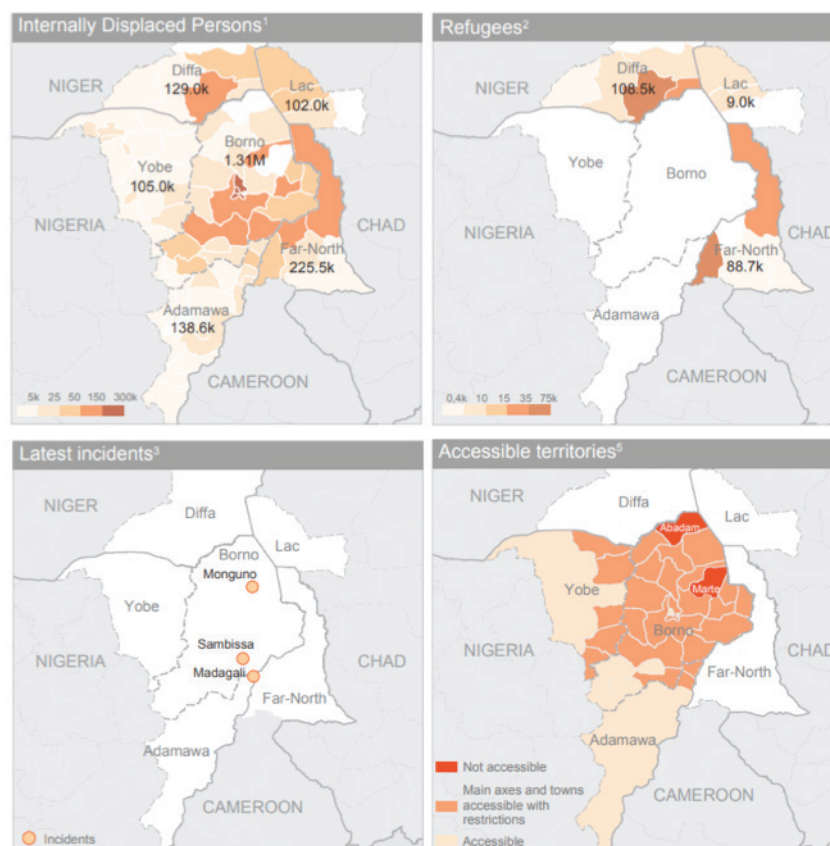 Internally Displaced Persons¹
NIGER
Diffa
129.0k
Lac
102.0k
Borno
1.31M
Yobe
105.0k
NIGERIA
CHAD
Far-North
225.5k
Adamawa
138.6k
CAMEROON
5k 25 50 150 300k
Refugees²
NIGER
Diffa
108.5k
Lac
9.0k
Yobe
Borno
NIGERIA
CHAD
Far-North
88.7k
Adamawa
CAMEROON
0,4k 10 15 35 75k
Latest incidents³
NIGER
Diffa
Lac
Borno
Monguno
Yobe
Sambissa
NIGERIA
CHAD
Madagali
Far-North
Adamawa
CAMEROON
Incidents
Accessible territories⁵
NIGER
Diffa
Lac
Abadam
Yobe
Marte
Borno
NIGERIA
CHAD
Far-North
Adamawa
Not accessible
Main axes and towns
accessible with
restrictions
CAMEROON
Accessible